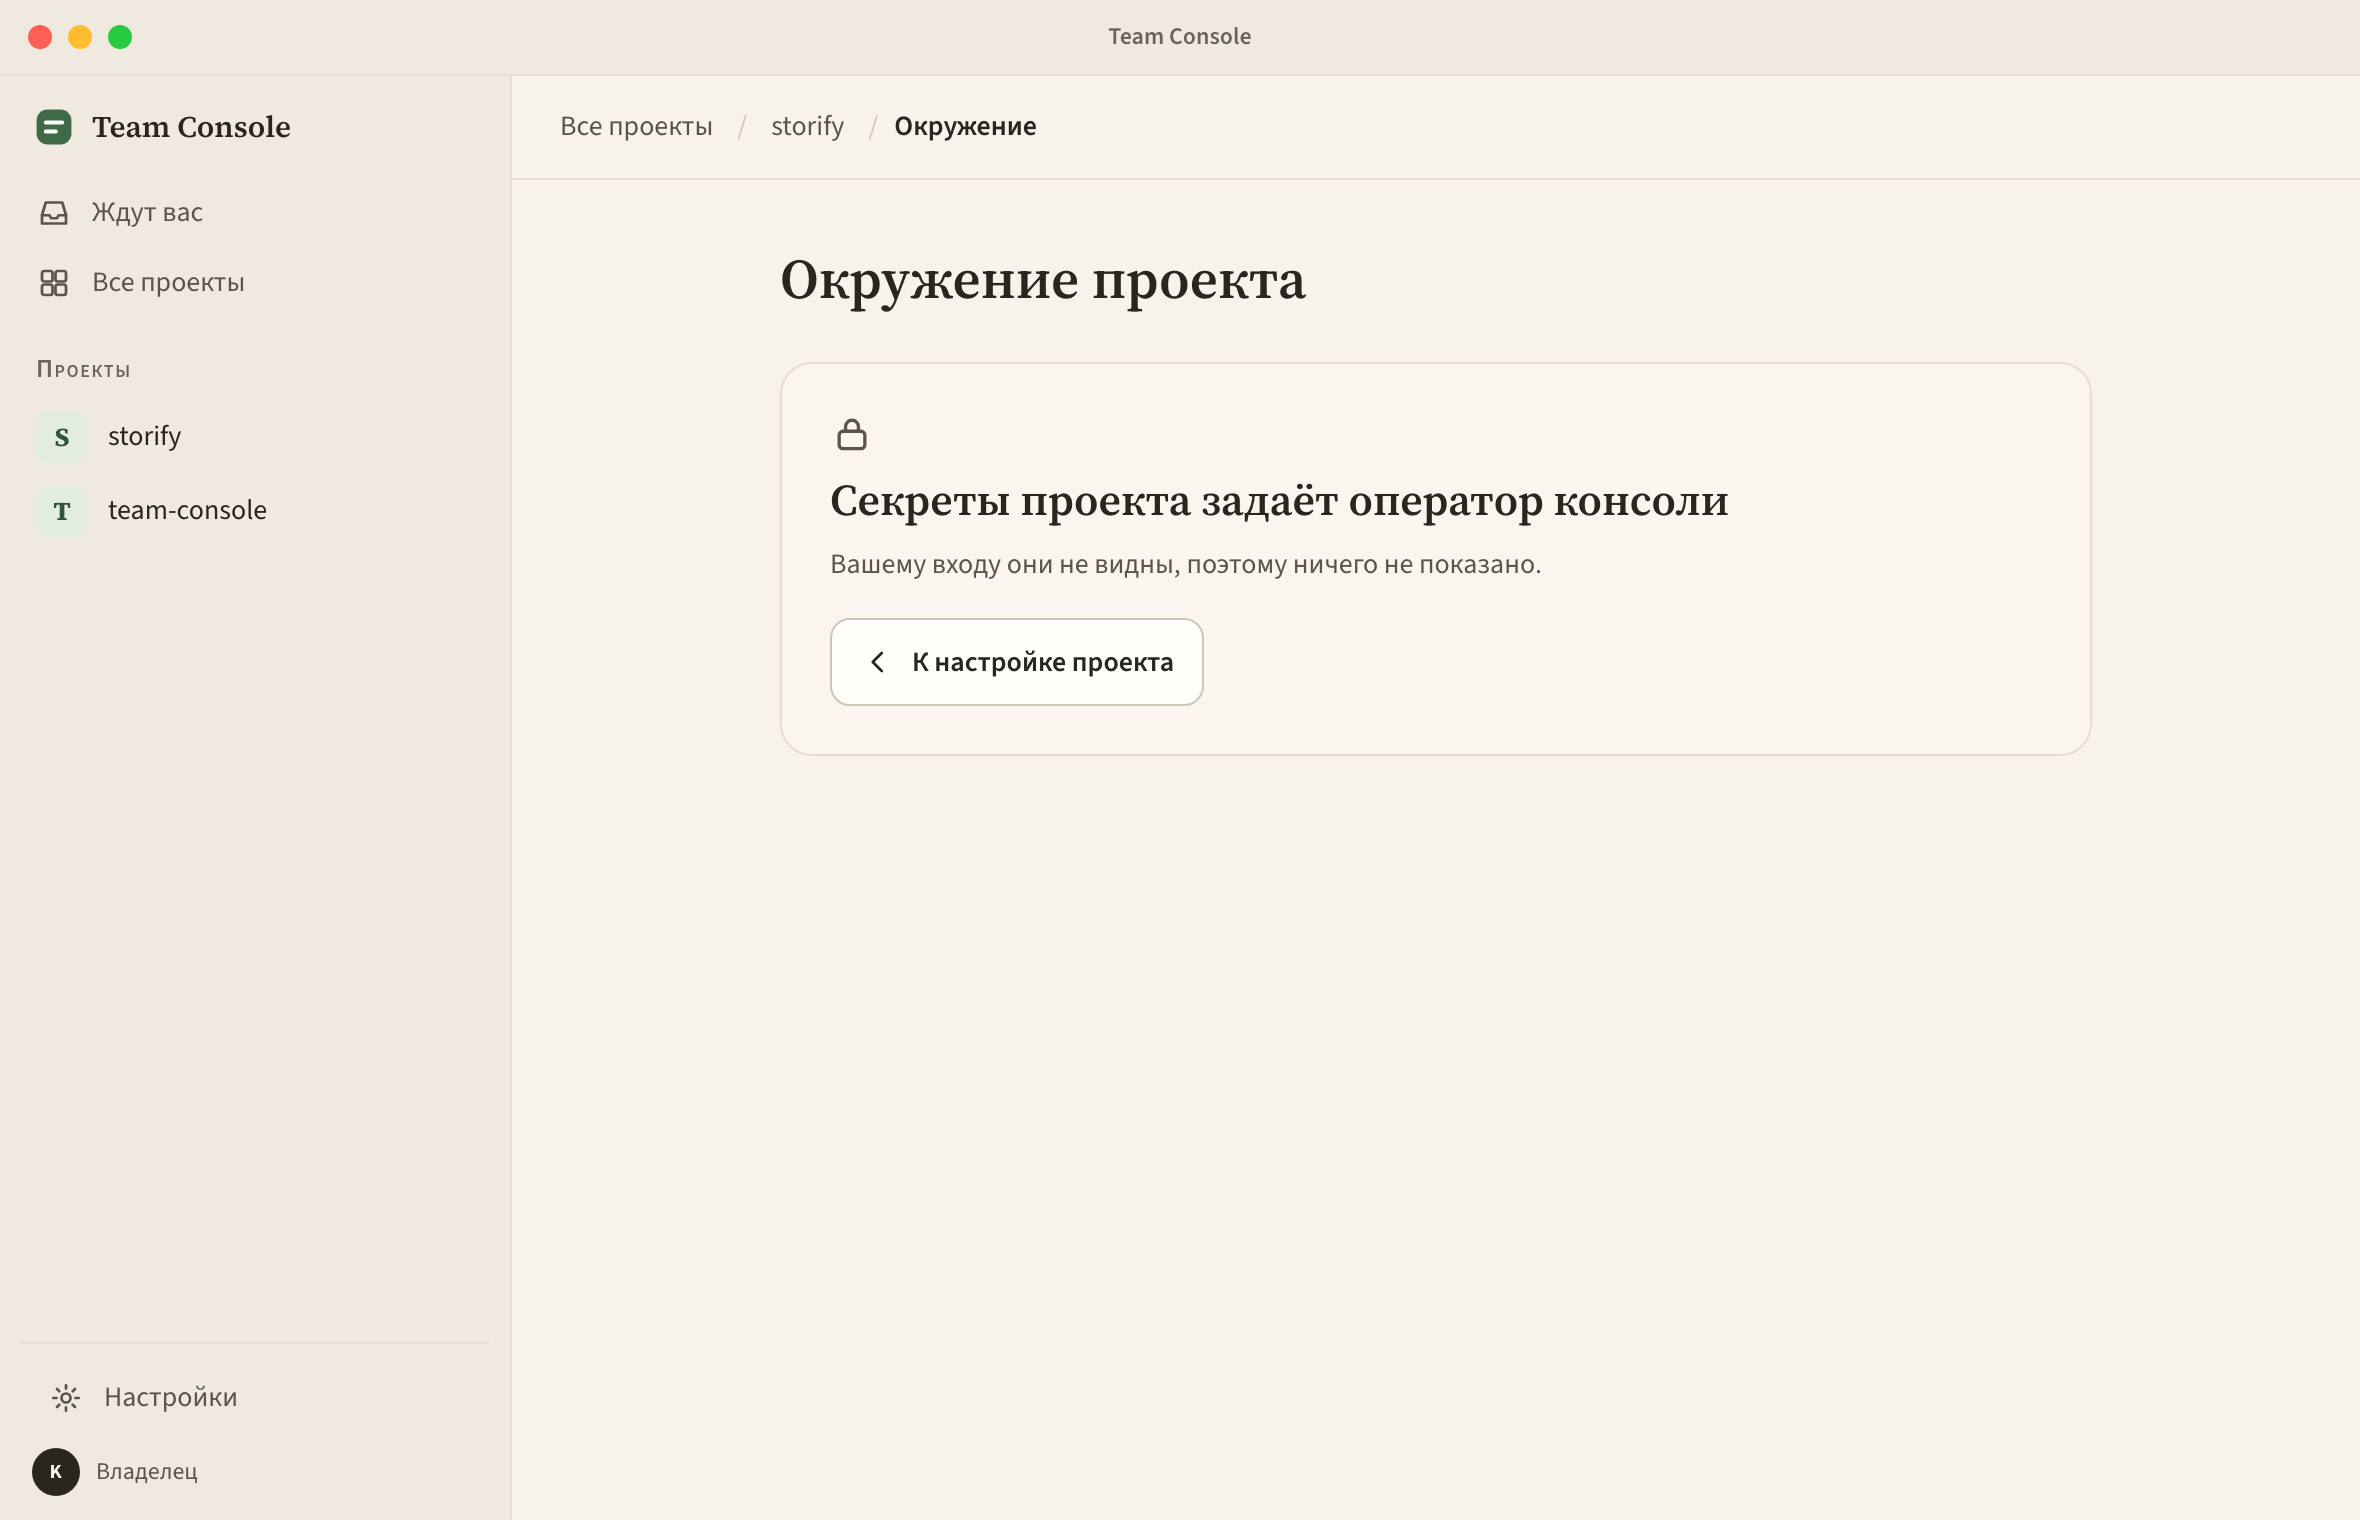 Team Console
Team Console
Ждут вас
Все проекты
Проекты
S storify
T team-console
Настройки
K Владелец
Все проекты / storify / Окружение
Окружение проекта
Секреты проекта задаёт оператор консоли
Вашему входу они не видны, поэтому ничего не показано.
К настройке проекта